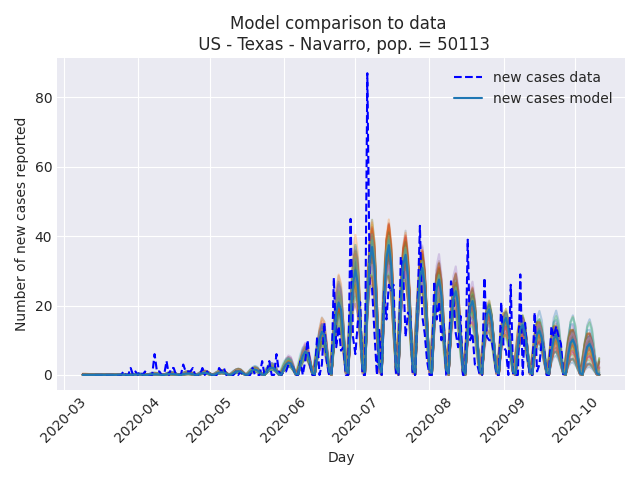 Model comparison to data
US - Texas - Navarro, pop. = 50113
new cases data
new cases model
Number of new cases reported
80
60
40
20
0
2020-03
2020-04
2020-05
2020-06
2020-07
2020-08
2020-09
2020-10
Day